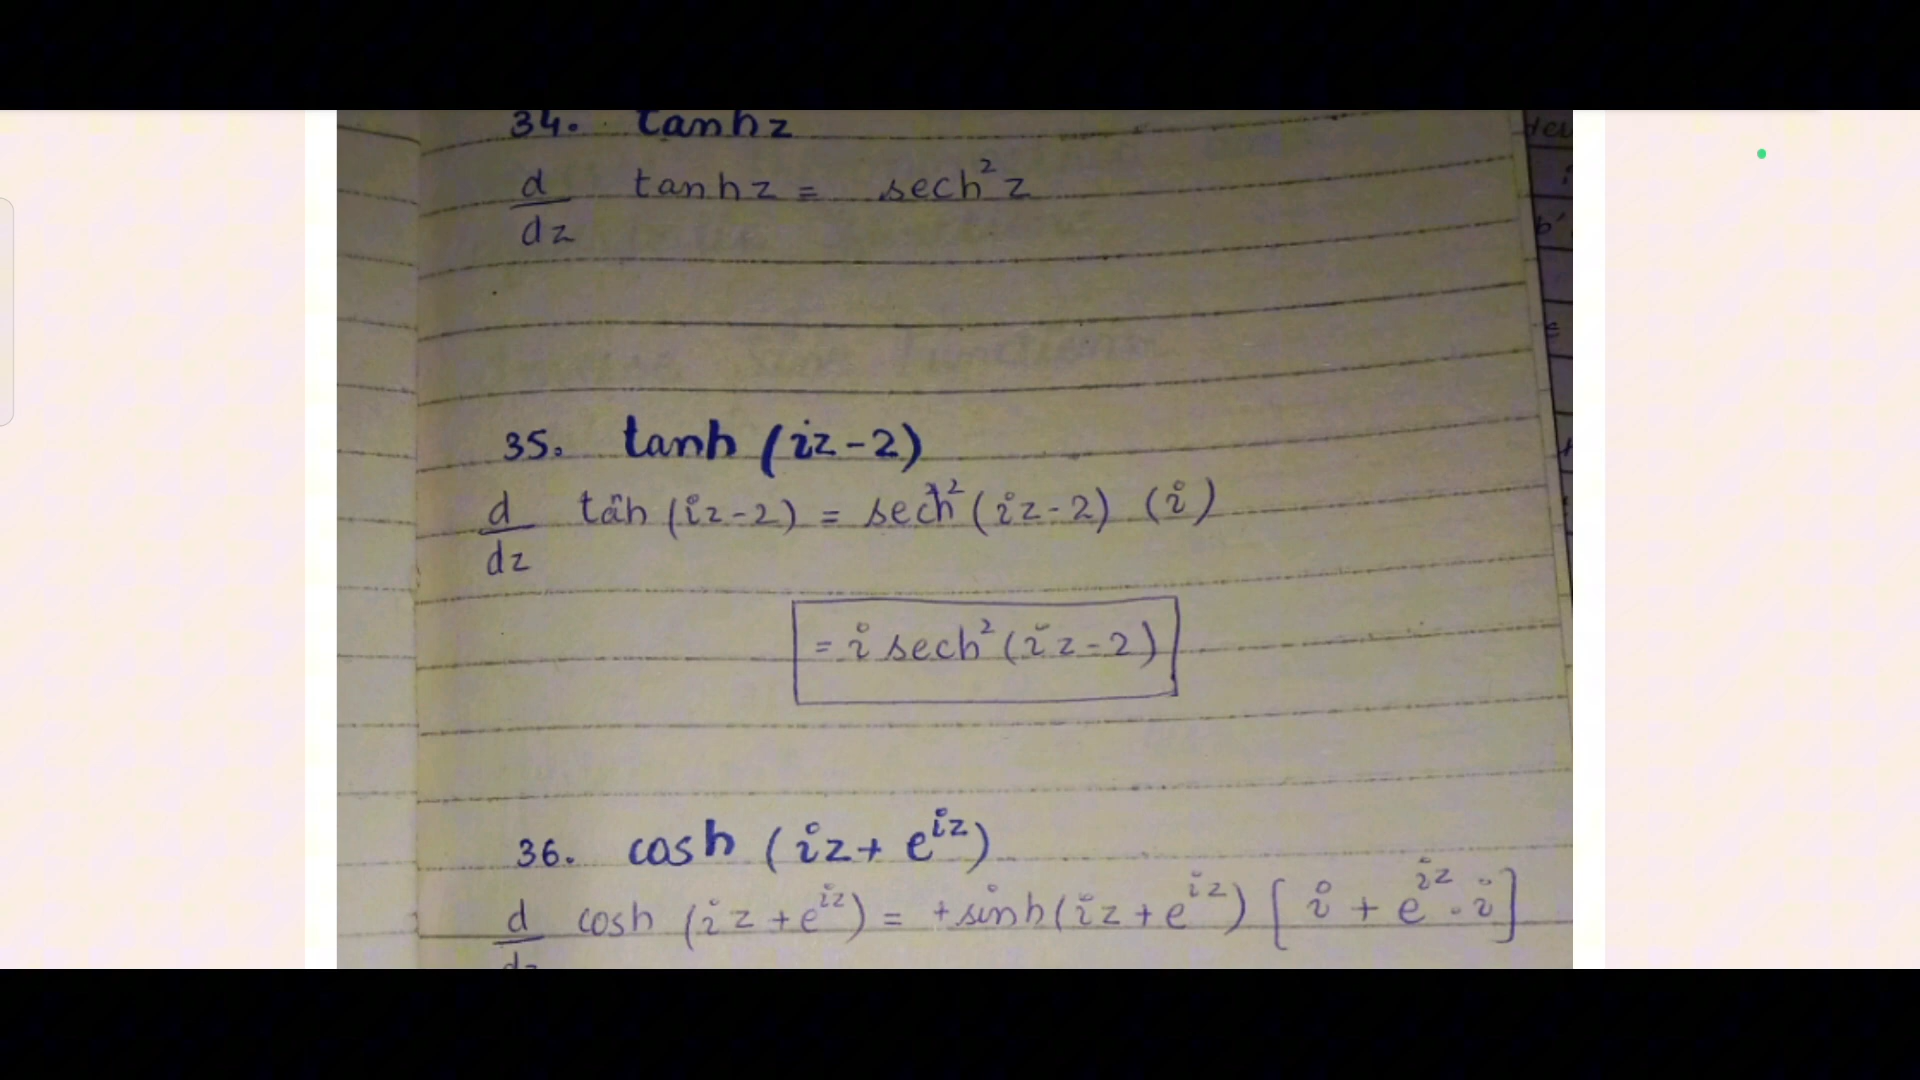 34. tanhz
d/dz tanhz = sech²z
35. tanh (iz-2)
d/dz tanh (iz-2) = sech² (iz-2) (i)
= i sech² (iz-2)
36. cosh (iz + e^iz)
d/dz cosh (iz + e^iz) = +sinh (iz + e^iz) [i + e^iz . i]